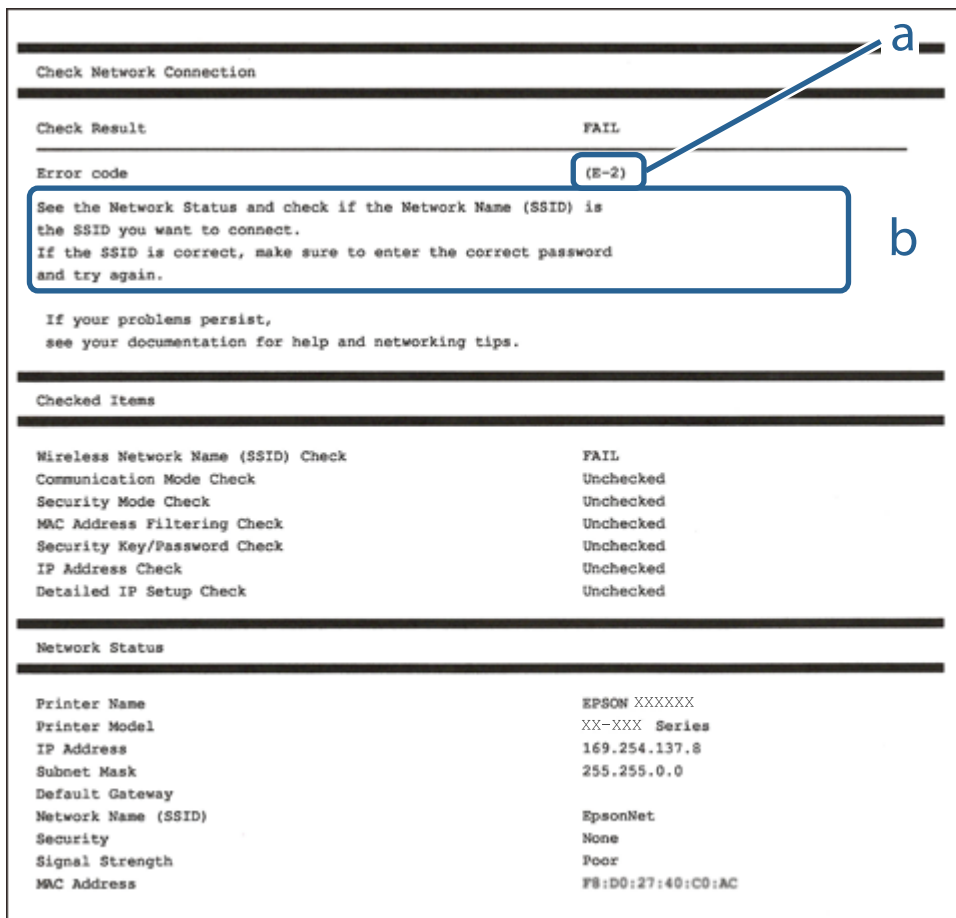 a
Check Network Connection
Check Result FAIL
Error code (E-2)
See the Network Status and check if the Network Name (SSID) is
the SSID you want to connect.
If the SSID is correct, make sure to enter the correct password
and try again.
b
If your problems persist,
see your documentation for help and networking tips.
Checked Items
Wireless Network Name (SSID) Check FAIL
Communication Mode Check Unchecked
Security Mode Check Unchecked
MAC Address Filtering Check Unchecked
Security Key/Password Check Unchecked
IP Address Check Unchecked
Detailed IP Setup Check Unchecked
Network Status
Printer Name EPSON XXXXXX
Printer Model XX-XXX Series
IP Address 169.254.137.8
Subnet Mask 255.255.0.0
Default Gateway
Network Name (SSID) EpsonNet
Security None
Signal Strength Poor
MAC Address F8:D0:27:40:C0:AC